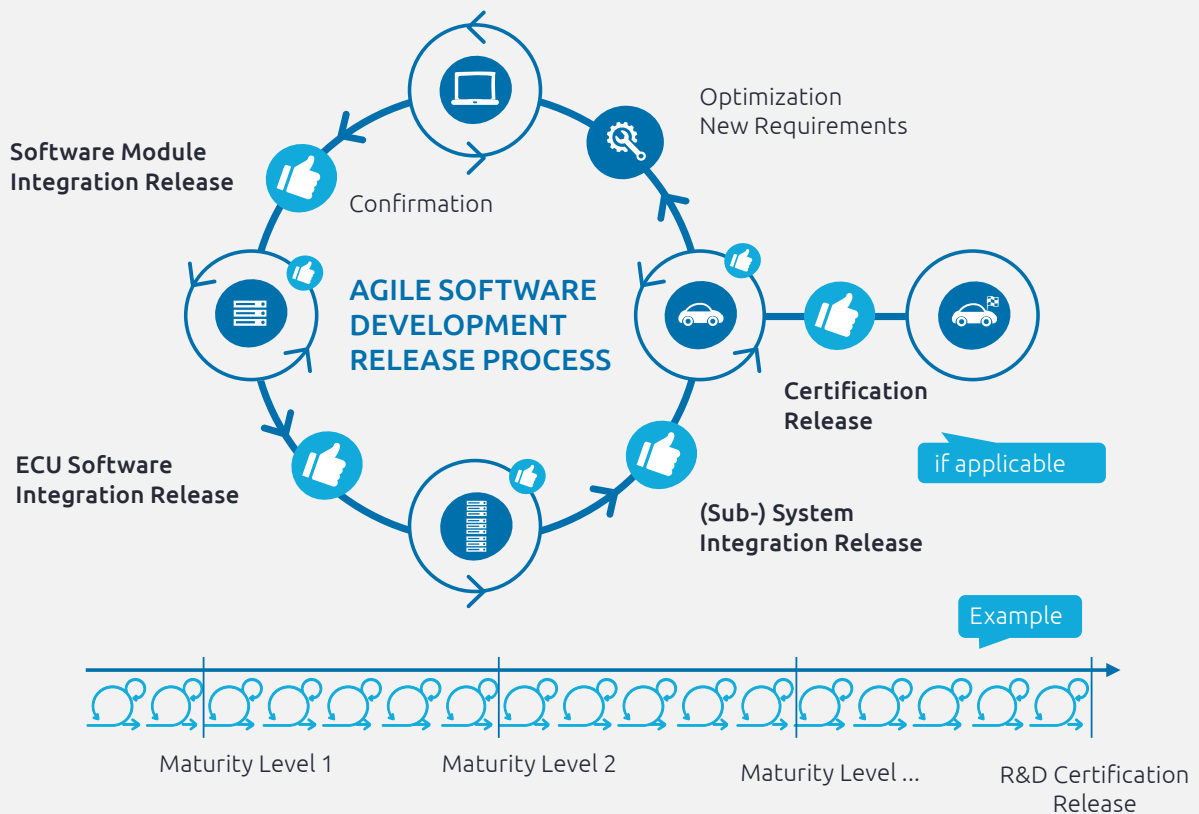 Optimization
New Requirements
Software Module
Integration Release
Confirmation
AGILE SOFTWARE
DEVELOPMENT
RELEASE PROCESS
Certification
Release
if applicable
ECU Software
Integration Release
(Sub-) System
Integration Release
Example
Maturity Level 1
Maturity Level 2
Maturity Level ...
R&D Certification
Release